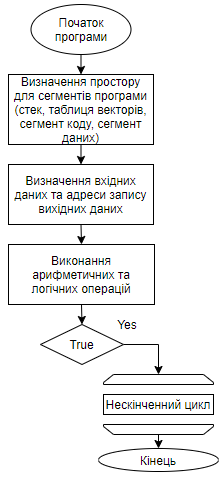 Початок
програми
Визначення простору
для сегментів програми
(стек, таблиця векторів,
сегмент коду, сегмент
даних)
Визначення вхідних
даних та адреси запису
вихідних даних
Виконання
арифметичних та
логічних операцій
True
Yes
Нескінченний цикл
Кінець